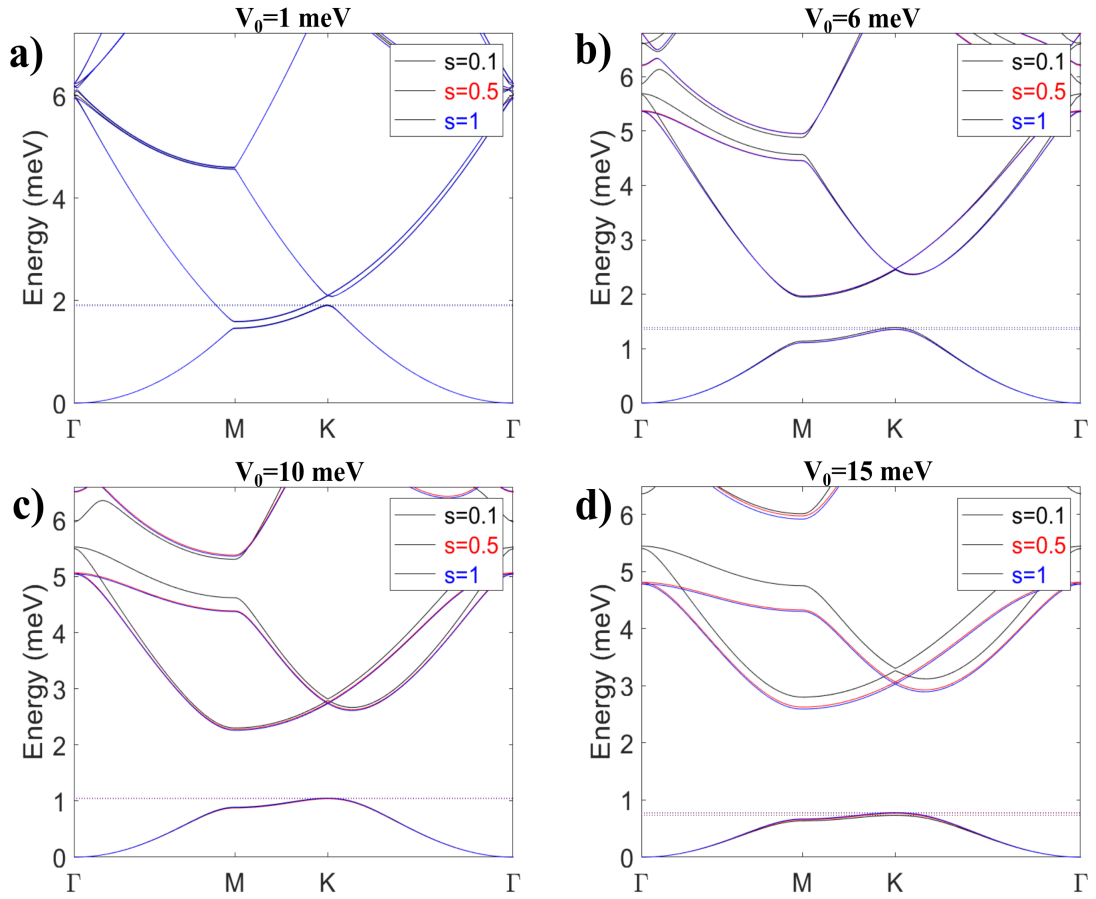 V0=1 meV
a)
Energy (meV)
6
4
2
0
Γ M K Γ
s=0.1
s=0.5
s=1
V0=6 meV
b)
Energy (meV)
6
5
4
3
2
1
0
Γ M K Γ
s=0.1
s=0.5
s=1
V0=10 meV
c)
Energy (meV)
6
5
4
3
2
1
0
Γ M K Γ
s=0.1
s=0.5
s=1
V0=15 meV
d)
Energy (meV)
6
5
4
3
2
1
0
Γ M K Γ
s=0.1
s=0.5
s=1